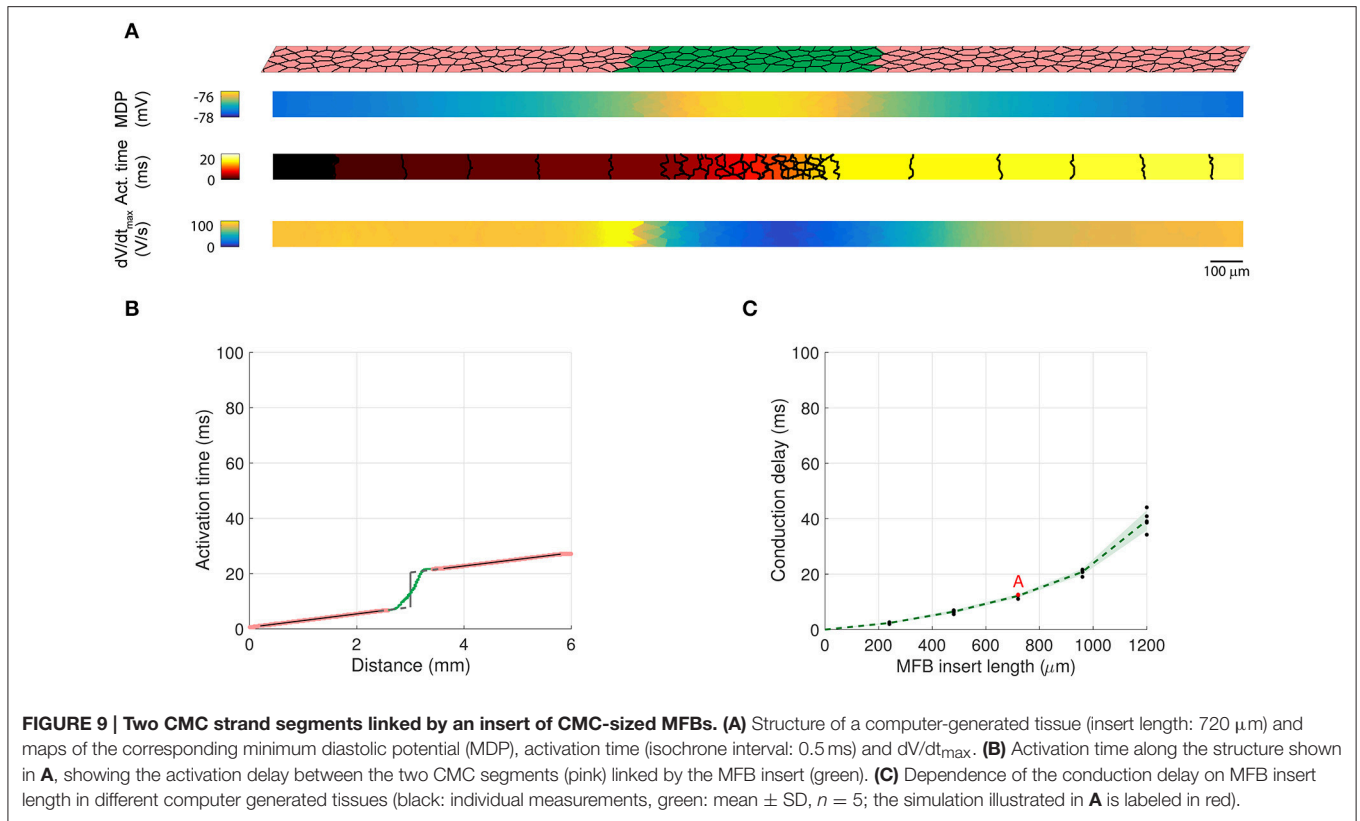 A
MDP
(mV)
-76
-78
Act. time
(ms)
20
0
dV/dtmax
(V/s)
100
0
100 μm
B
Activation time (ms)
100
80
60
40
20
0
0 2 4 6
Distance (mm)
C
Conduction delay (ms)
100
80
60
40
20
0
A
0 200 400 600 800 1000 1200
MFB insert length (μm)
FIGURE 9 | Two CMC strand segments linked by an insert of CMC-sized MFBs. (A) Structure of a computer-generated tissue (insert length: 720 μm) and
maps of the corresponding minimum diastolic potential (MDP), activation time (isochrone interval: 0.5 ms) and dV/dtmax. (B) Activation time along the structure shown
in A, showing the activation delay between the two CMC segments (pink) linked by the MFB insert (green). (C) Dependence of the conduction delay on MFB insert
length in different computer generated tissues (black: individual measurements, green: mean ± SD, n = 5; the simulation illustrated in A is labeled in red).